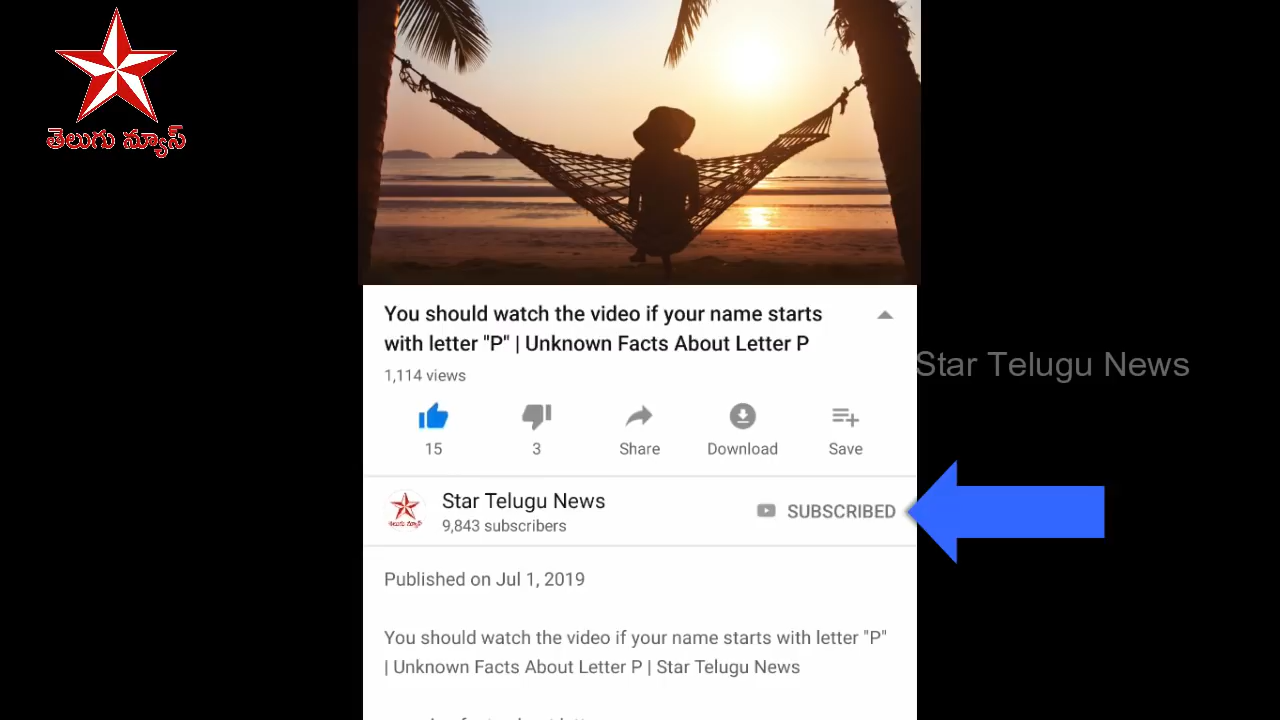 తెలుగు న్యూస్
You should watch the video if your name starts
with letter "P" | Unknown Facts About Letter P
1,114 views
15
3
Share
Download
Save
Star Telugu News
Star Telugu News
9,843 subscribers
SUBSCRIBED
Published on Jul 1, 2019
You should watch the video if your name starts with letter "P"
| Unknown Facts About Letter P | Star Telugu News